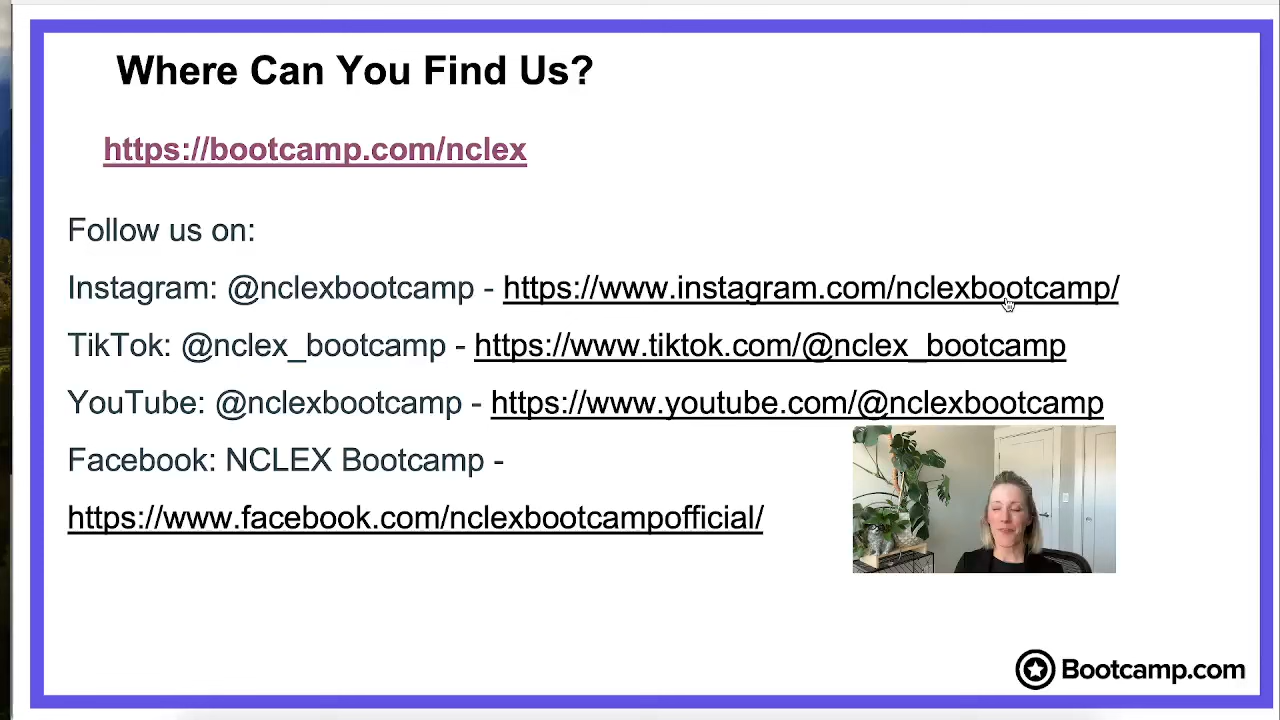 Where Can You Find Us?
https://bootcamp.com/nclex
Follow us on:
Instagram: @nclexbootcamp - https://www.instagram.com/nclexbootcamp/
TikTok: @nclex_bootcamp - https://www.tiktok.com/@nclex_bootcamp
YouTube: @nclexbootcamp - https://www.youtube.com/@nclexbootcamp
Facebook: NCLEX Bootcamp -
https://www.facebook.com/nclexbootcampofficial/
Bootcamp.com